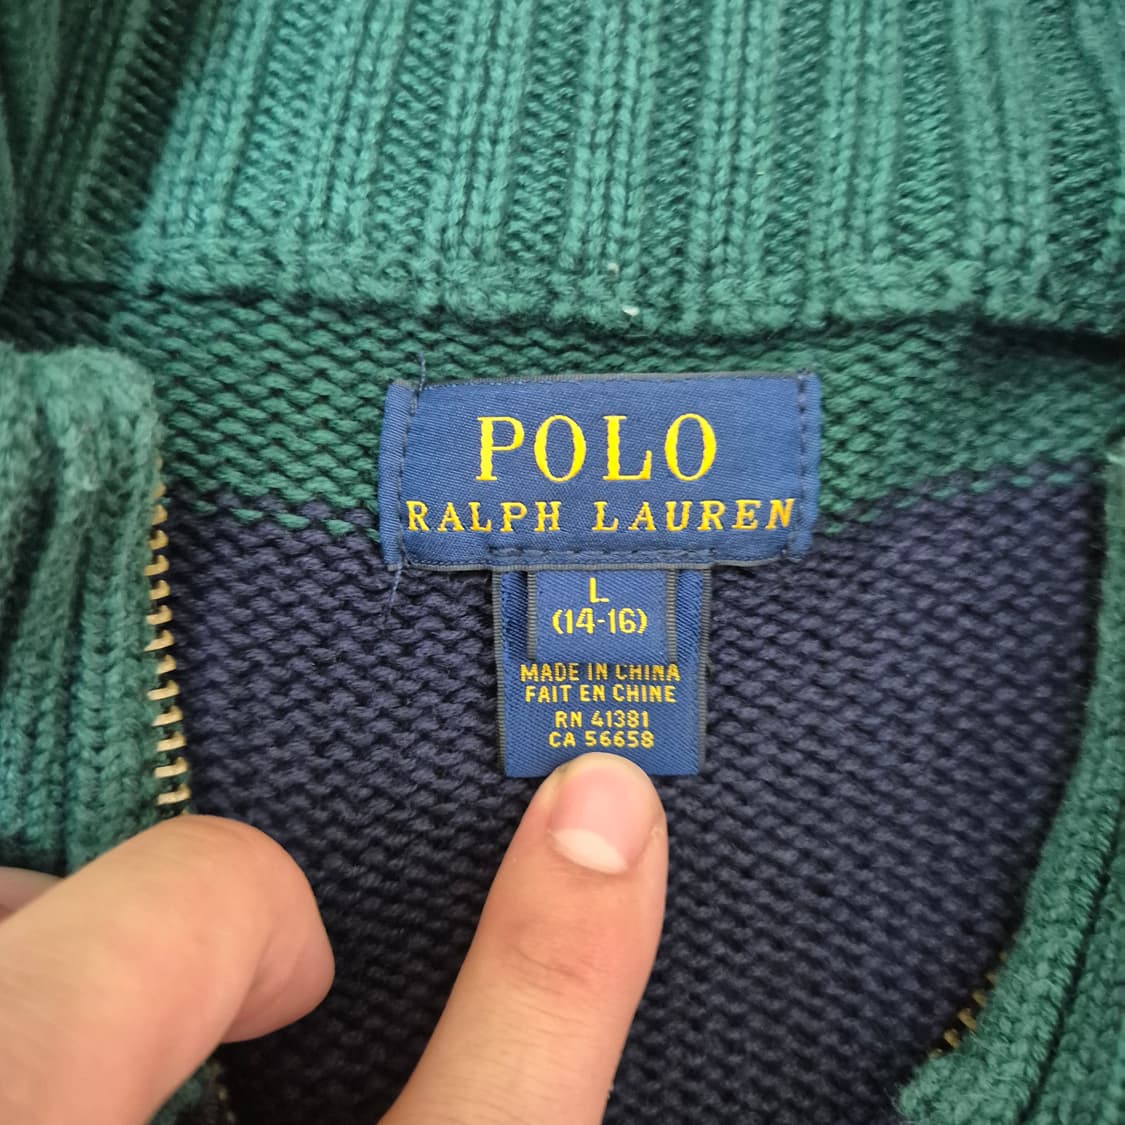 POLO
RALPH LAUREN
L
(14-16)
MADE IN CHINA
FAIT EN CHINE
RN 41381
CA 56658